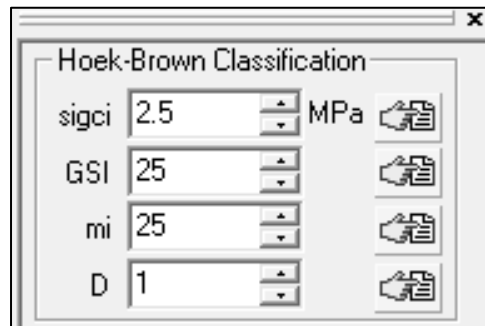 Hoek-Brown Classification
sigci 2.5 MPa
GSI 25
mi 25
D 1